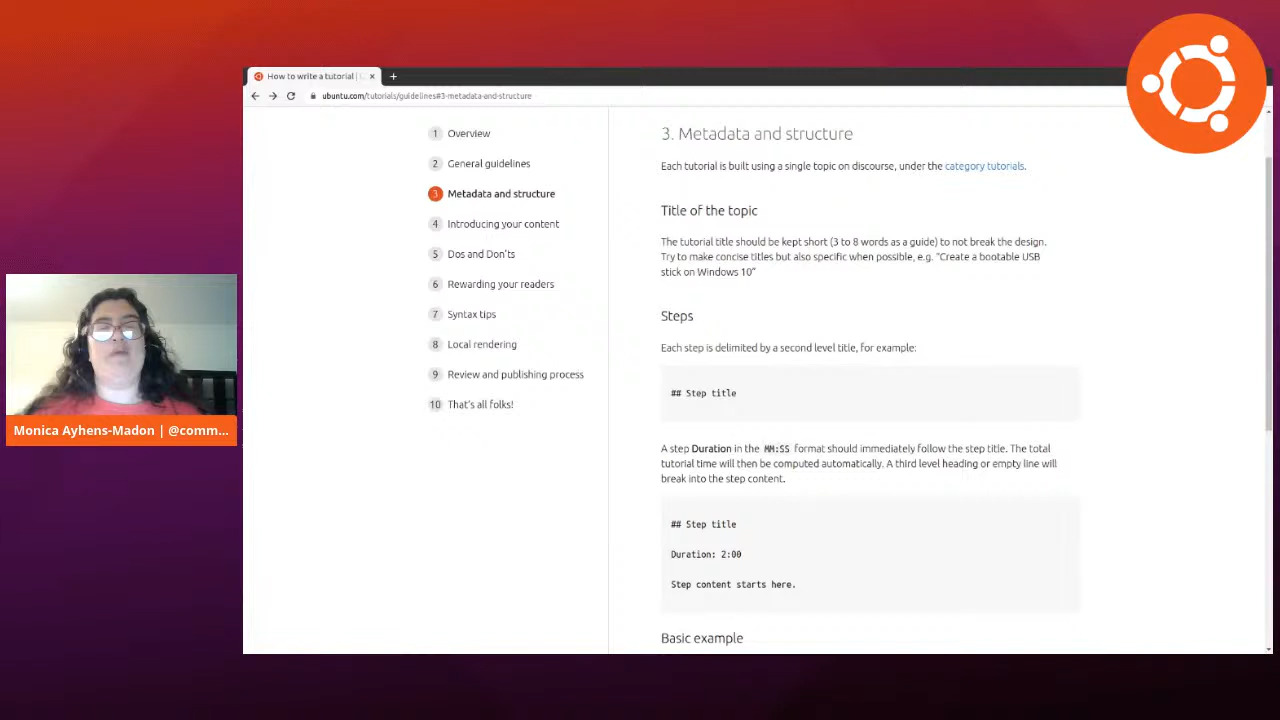 How to write a tutorial |
ubuntu.com/tutorials/guidelines#3-metadata-and-structure
1 Overview
2 General guidelines
3 Metadata and structure
4 Introducing your content
5 Dos and Don'ts
6 Rewarding your readers
7 Syntax tips
8 Local rendering
9 Review and publishing process
10 That's all folks!
3. Metadata and structure
Each tutorial is built using a single topic on discourse, under the category tutorials.
Title of the topic
The tutorial title should be kept short (3 to 8 words as a guide) to not break the design.
Try to make concise titles but also specific when possible, e.g. "Create a bootable USB
stick on Windows 10"
Steps
Each step is delimited by a second level title, for example:
## Step title
A step Duration in the MM:SS format should immediately follow the step title. The total
tutorial time will then be computed automatically. A third level heading or empty line will
break into the step content.
## Step title
Duration: 2:00
Step content starts here.
Basic example
Monica Ayhens-Madon | @comm...